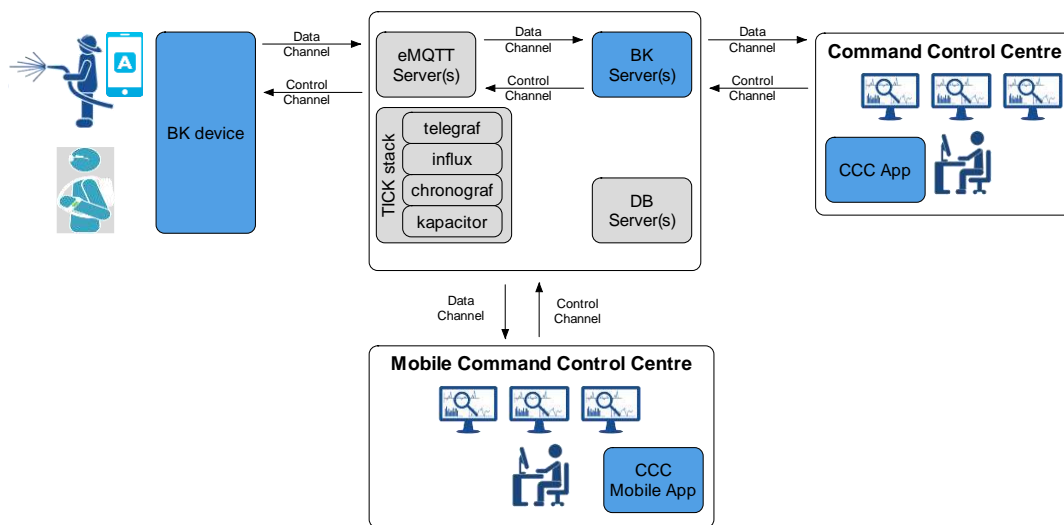 Data
Channel
Control
Channel
A
BK device
eMQTT
Server(s)
Data
Channel
Control
Channel
BK
Server(s)
TICK stack
telegraf
influx
chronograf
kapacitor
DB
Server(s)
Data
Channel
Control
Channel
Command Control Centre
CCC App
Data
Channel
Control
Channel
Mobile Command Control Centre
CCC
Mobile App